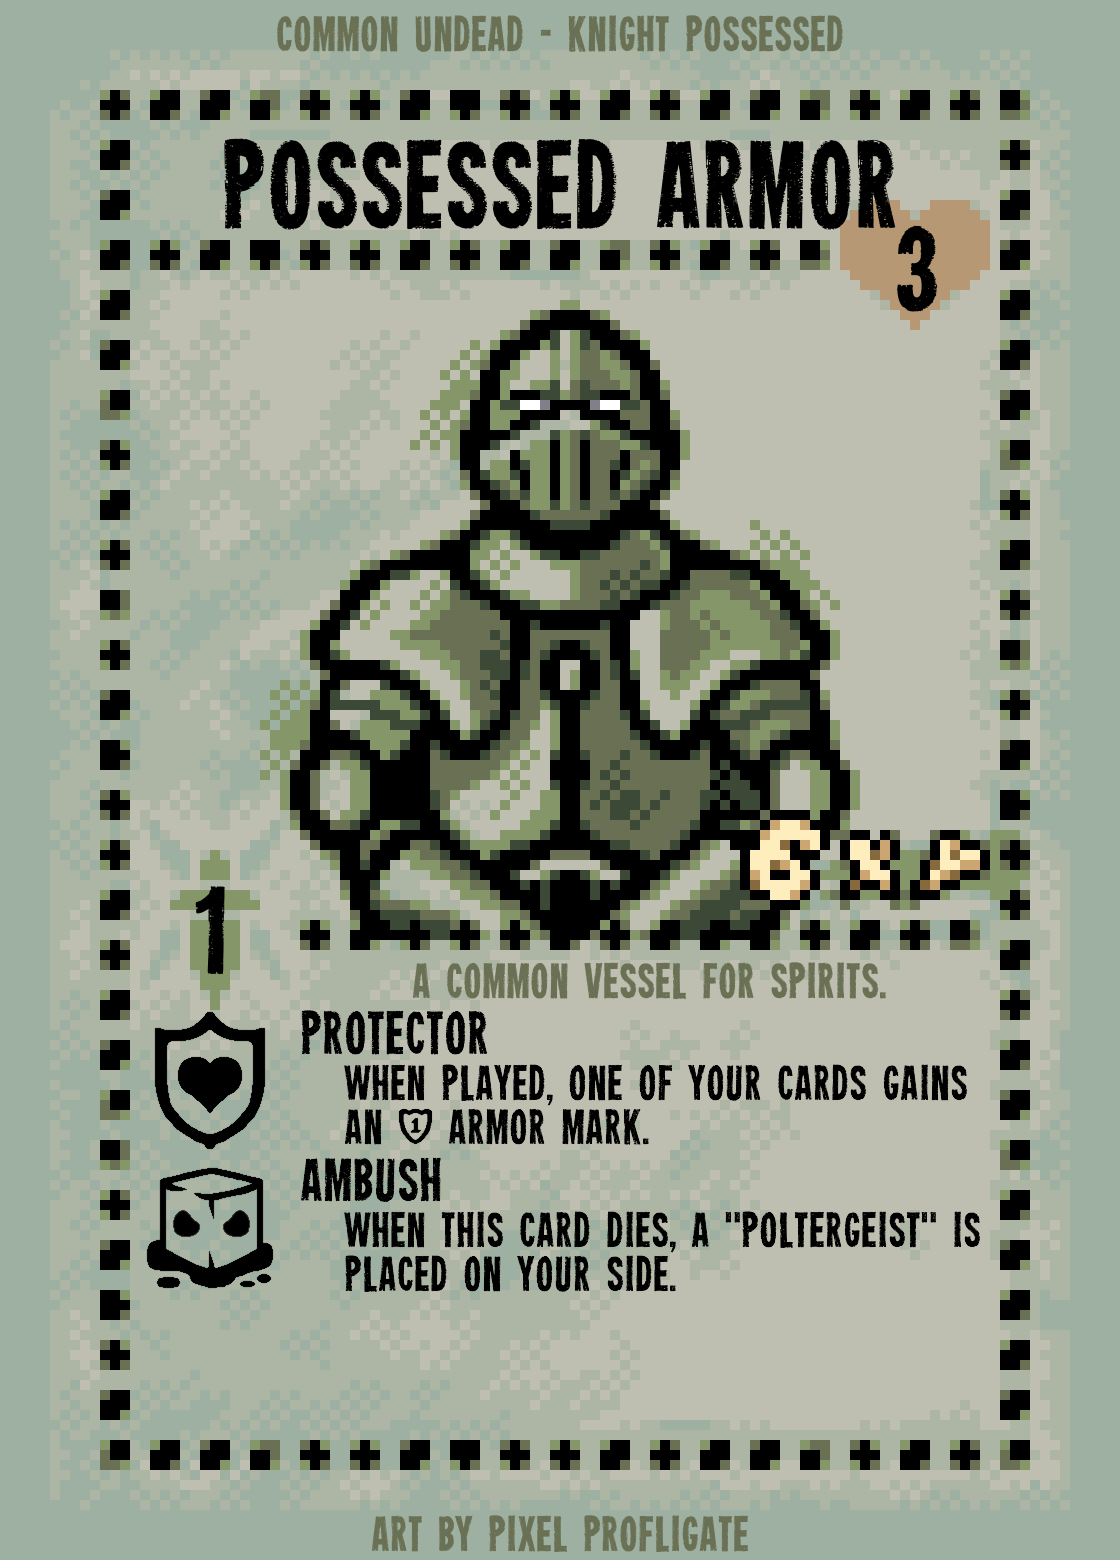 COMMON UNDEAD - KNIGHT POSSESSED
POSSESSED ARMOR
3
6 X
1
A COMMON VESSEL FOR SPIRITS.
PROTECTOR
WHEN PLAYED, ONE OF YOUR CARDS GAINS
AN 1 ARMOR MARK.
AMBUSH
WHEN THIS CARD DIES, A "POLTERGEIST" IS
PLACED ON YOUR SIDE.
ART BY PIXEL PROFLIGATE